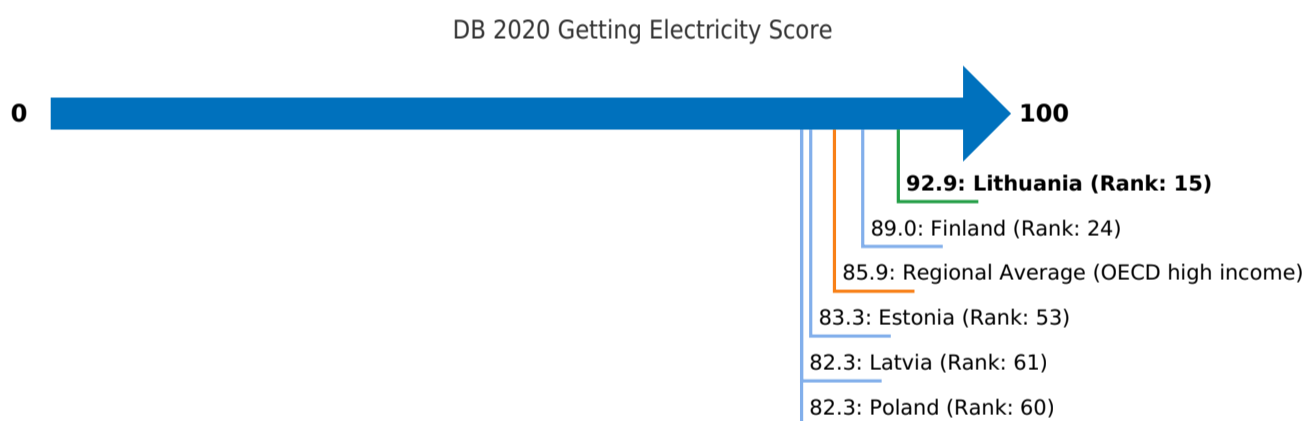 DB 2020 Getting Electricity Score
0
100
92.9: Lithuania (Rank: 15)
89.0: Finland (Rank: 24)
85.9: Regional Average (OECD high income)
83.3: Estonia (Rank: 53)
82.3: Latvia (Rank: 61)
82.3: Poland (Rank: 60)